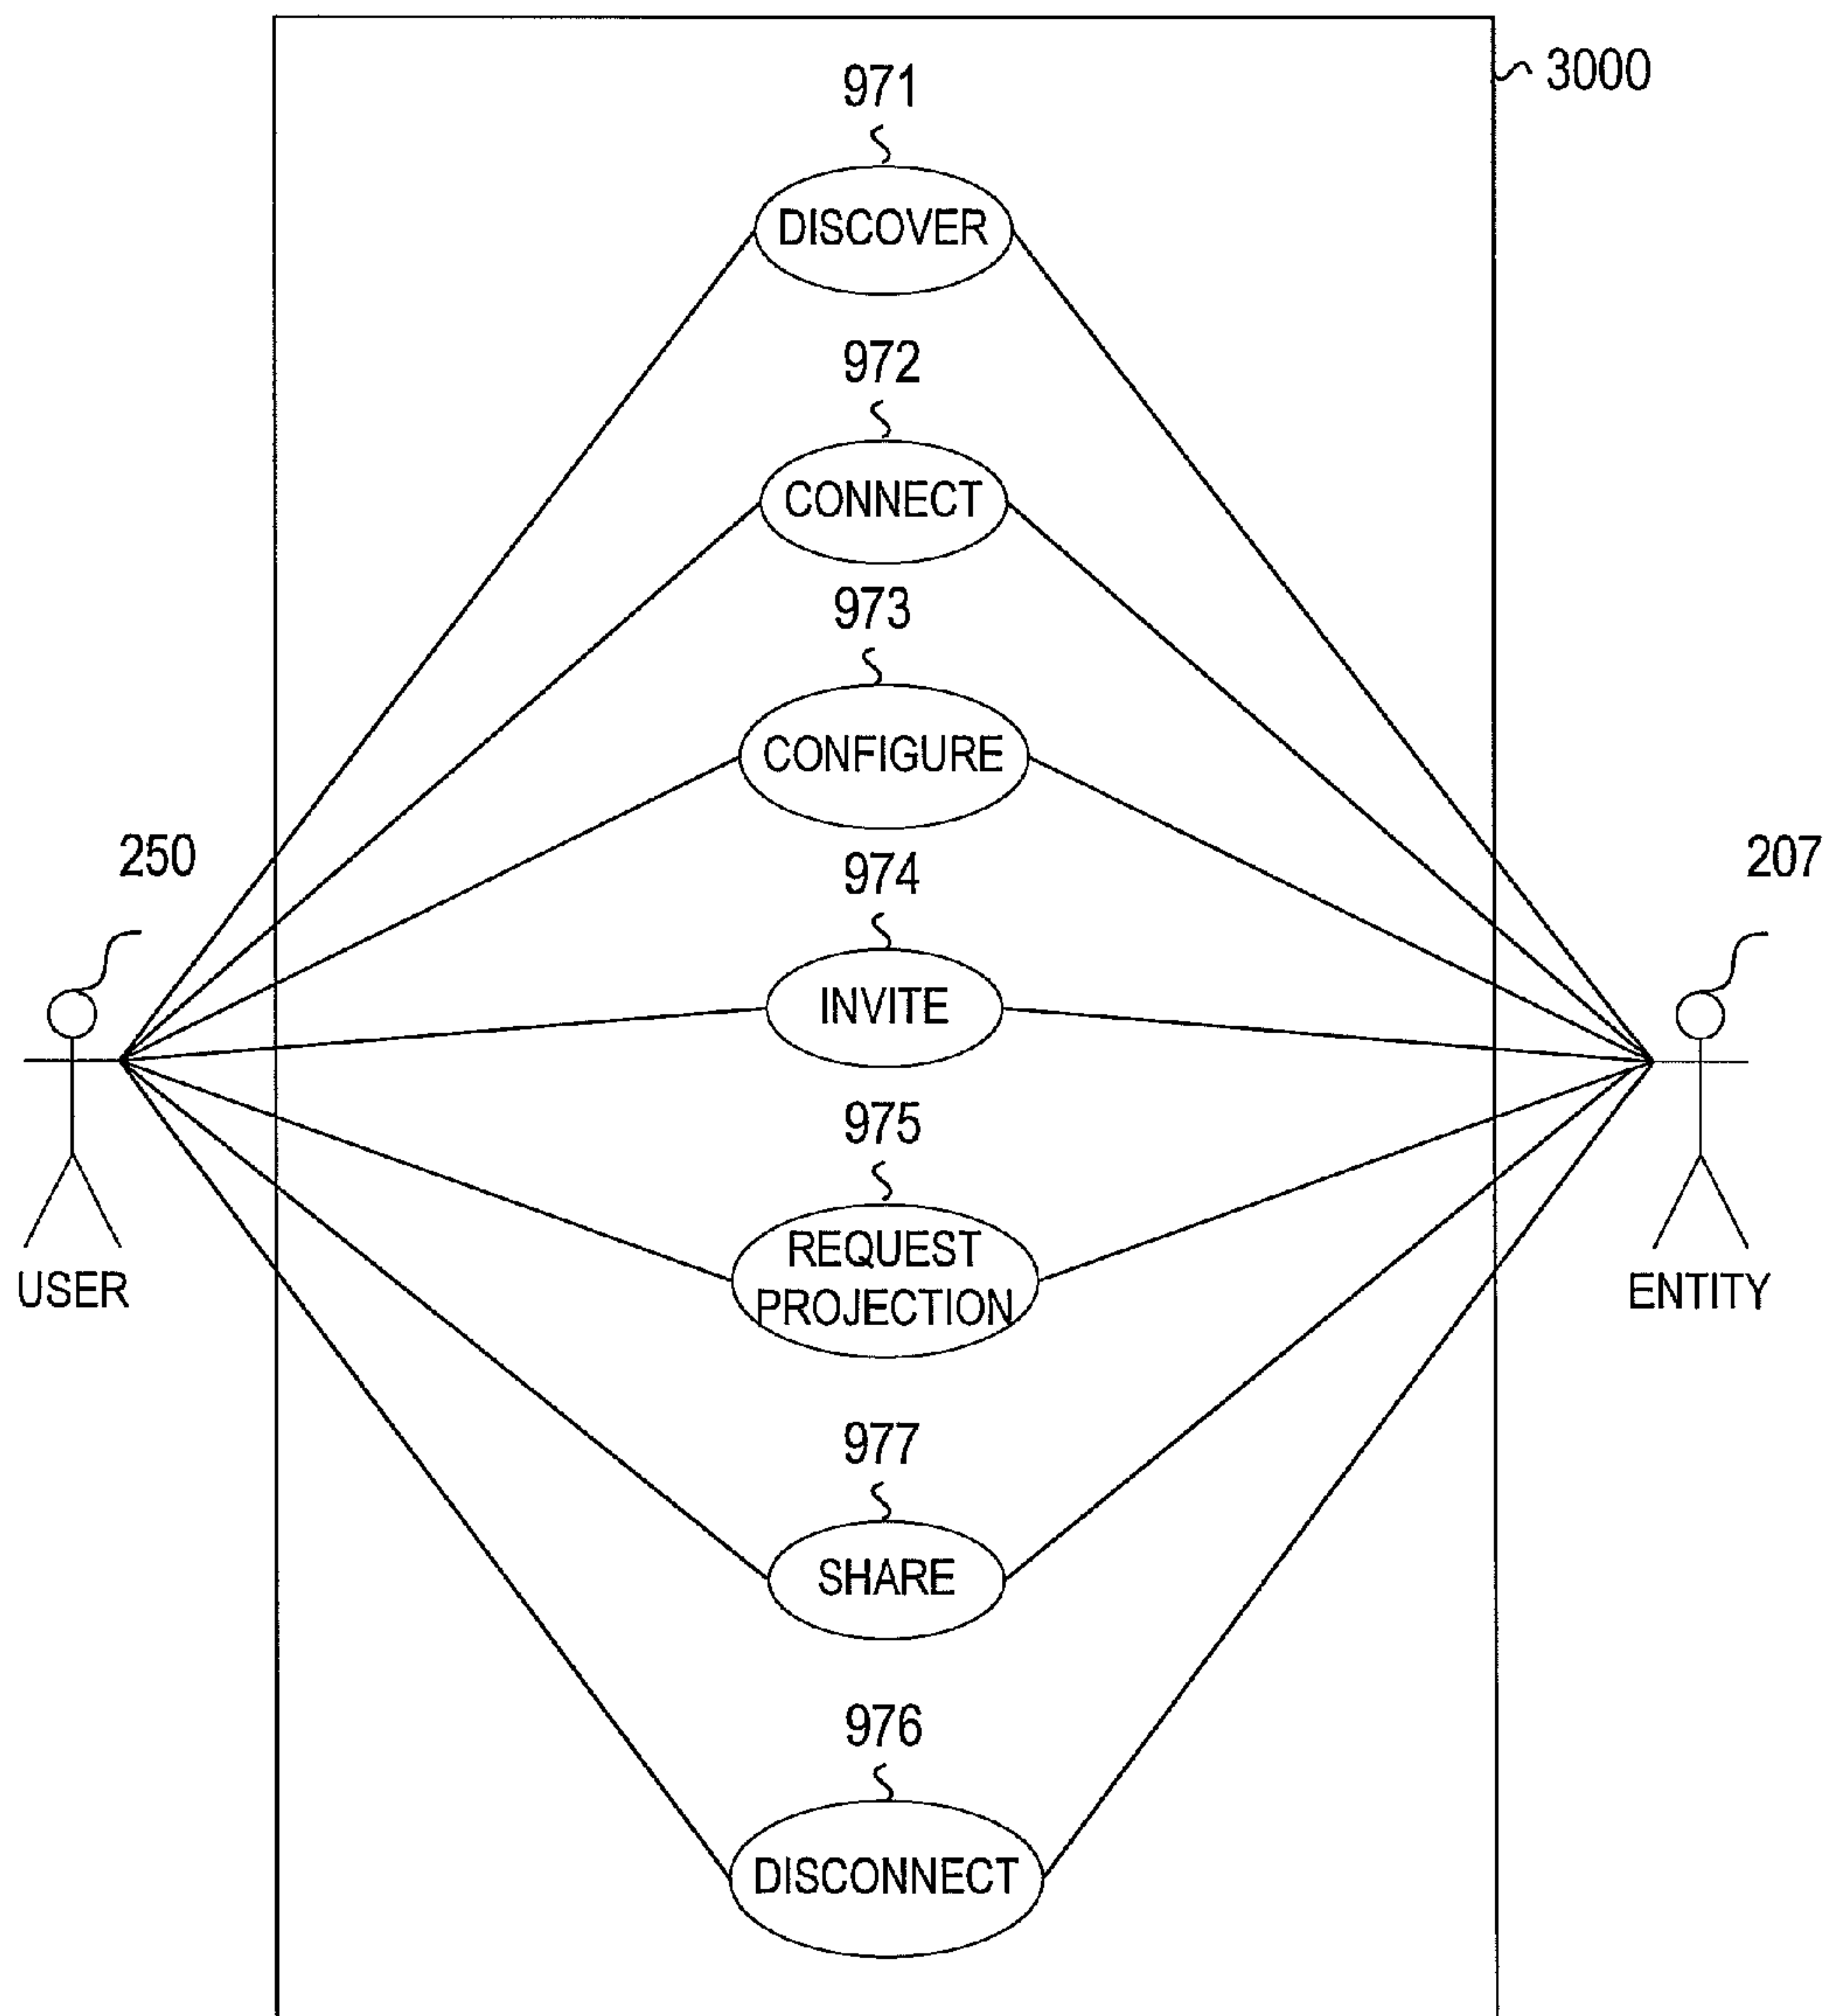 3000
971
DISCOVER
972
CONNECT
973
CONFIGURE
250
974
207
INVITE
975
REQUEST
PROJECTION
USER
ENTITY
977
SHARE
976
DISCONNECT